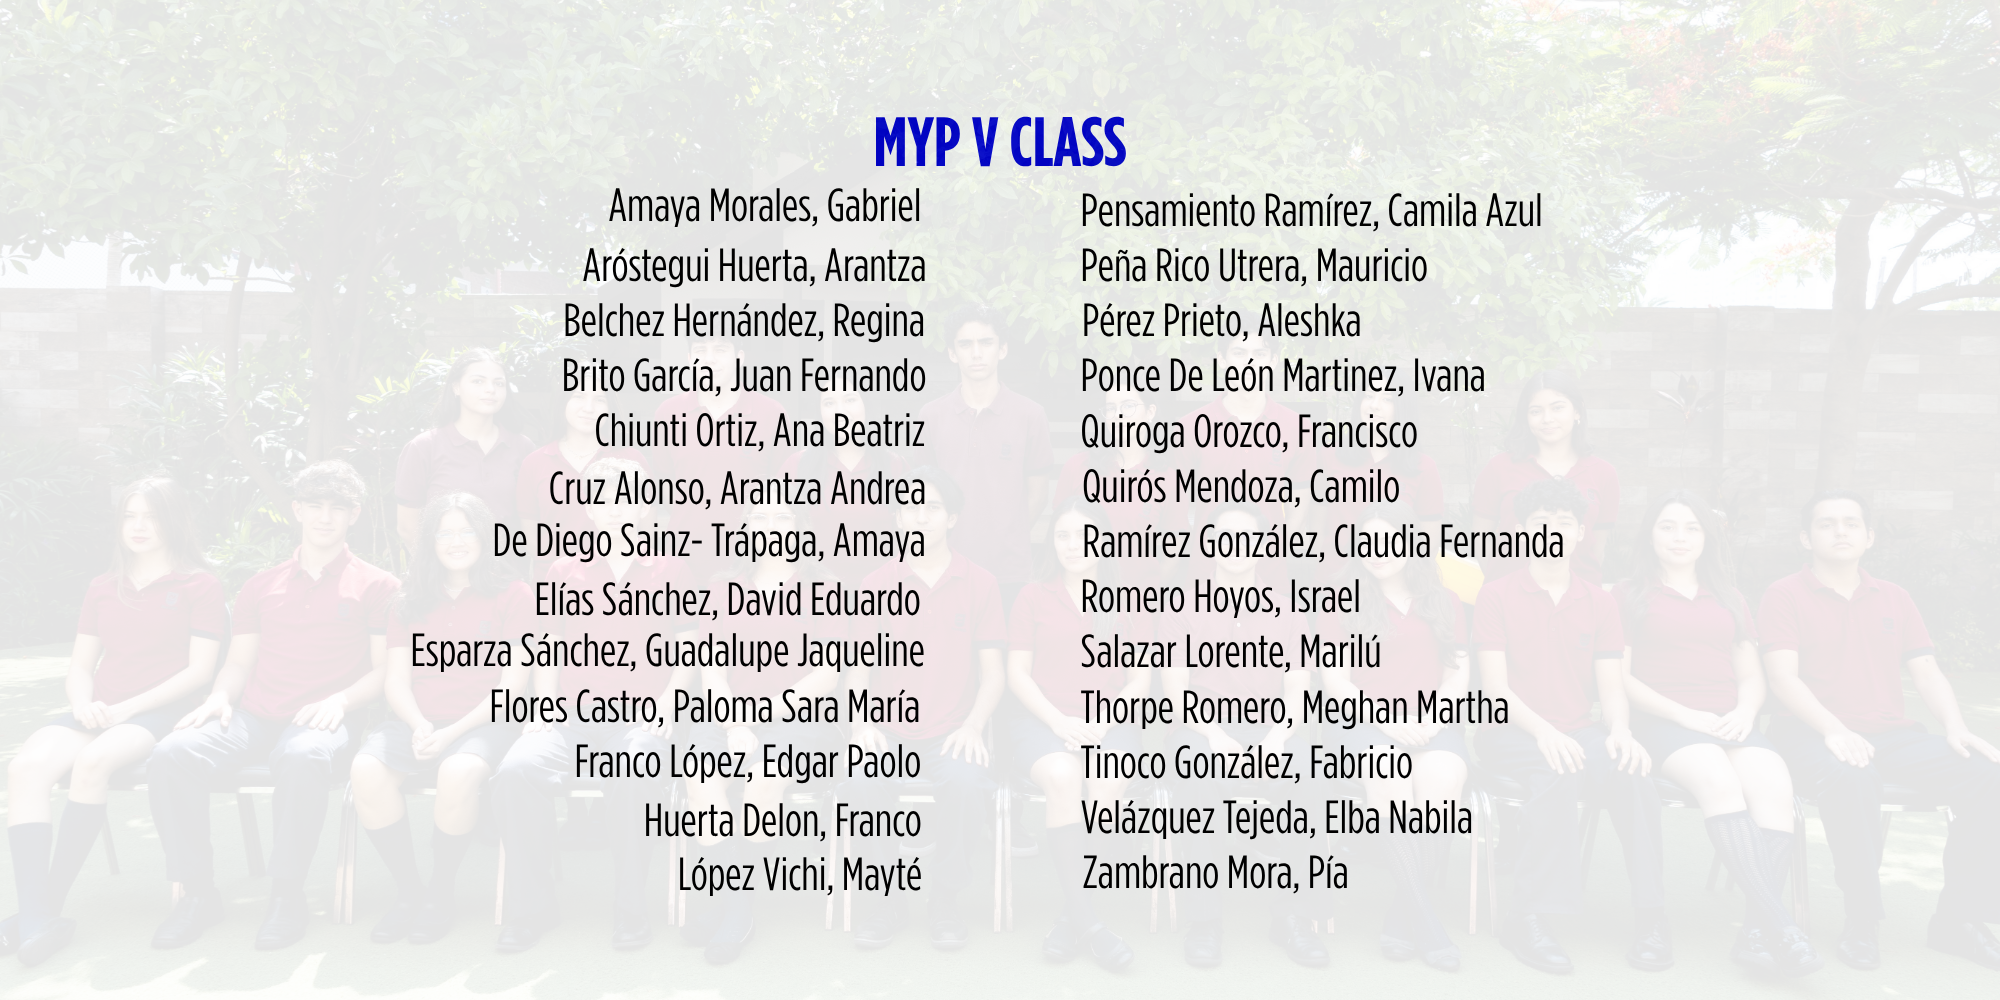 MYP V CLASS
Amaya Morales, Gabriel
Aróstegui Huerta, Arantza
Belchez Hernández, Regina
Brito García, Juan Fernando
Chiunti Ortiz, Ana Beatriz
Cruz Alonso, Arantza Andrea
De Diego Sainz- Trápaga, Amaya
Elías Sánchez, David Eduardo
Esparza Sánchez, Guadalupe Jaqueline
Flores Castro, Paloma Sara María
Franco López, Edgar Paolo
Huerta Delon, Franco
López Vichi, Mayté
Pensamiento Ramírez, Camila Azul
Peña Rico Utrera, Mauricio
Pérez Prieto, Aleshka
Ponce De León Martinez, Ivana
Quiroga Orozco, Francisco
Quirós Mendoza, Camilo
Ramírez González, Claudia Fernanda
Romero Hoyos, Israel
Salazar Lorente, Marilú
Thorpe Romero, Meghan Martha
Tinoco González, Fabricio
Velázquez Tejeda, Elba Nabila
Zambrano Mora, Pía